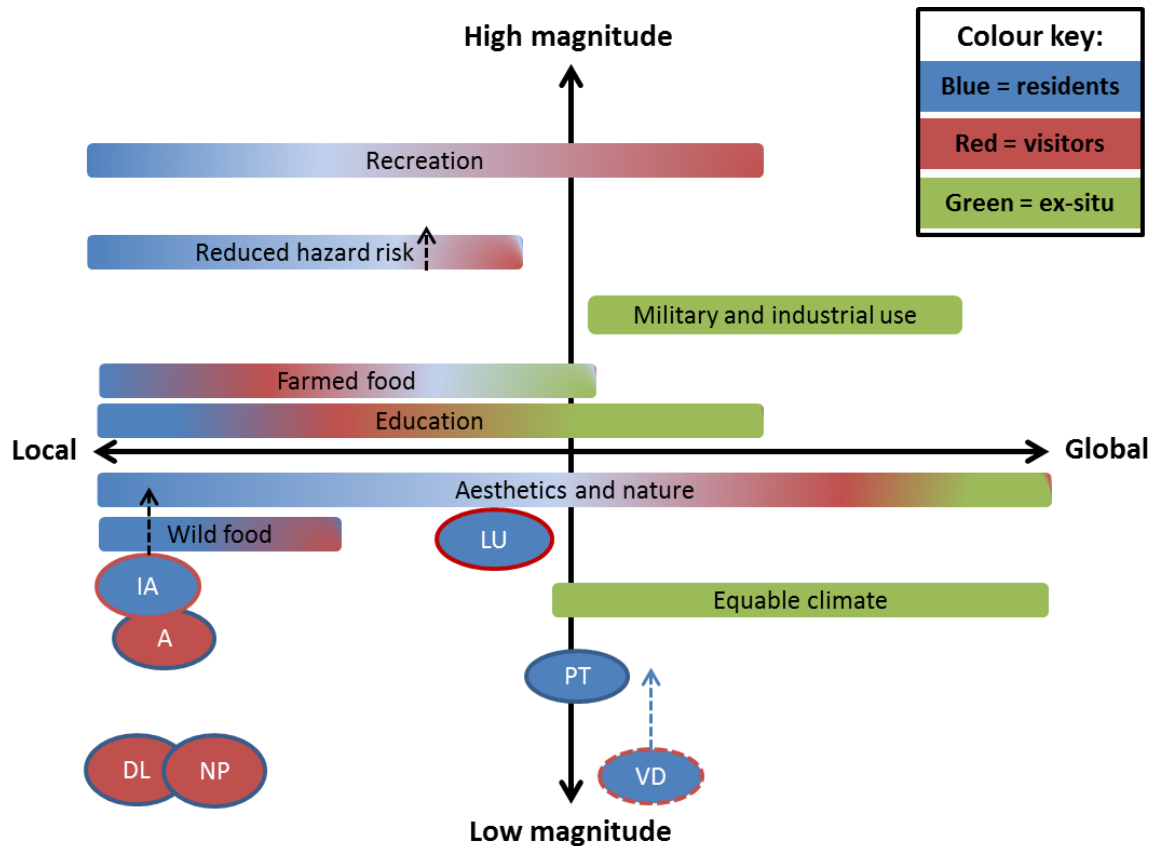 High magnitude
Colour key:
Blue = residents
Red = visitors
Green = ex-situ
Recreation
Reduced hazard risk
Military and industrial use
Farmed food
Education
Local
Global
Aesthetics and nature
Wild food
LU
IA
Equable climate
A
PT
DL
NP
VD
Low magnitude